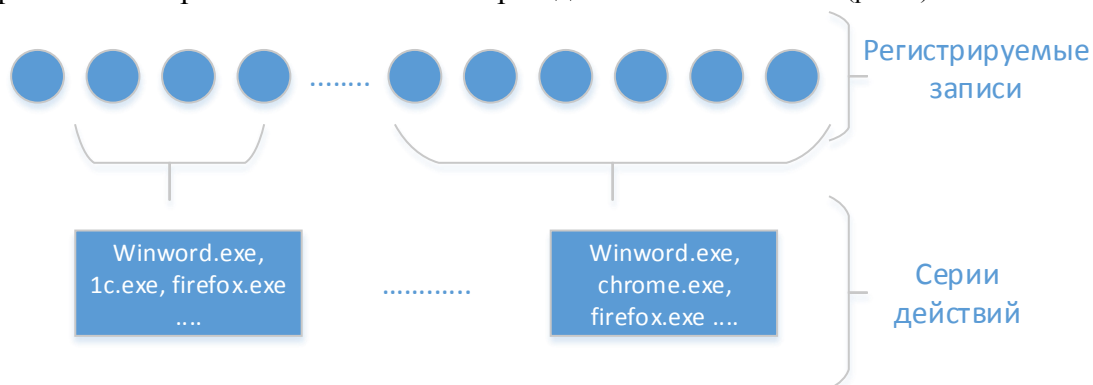 ........
Регистрируемые
записи
Winword.exe,
1c.exe, firefox.exe
....
............
Winword.exe,
chrome.exe,
firefox.exe ....
Серии
действий